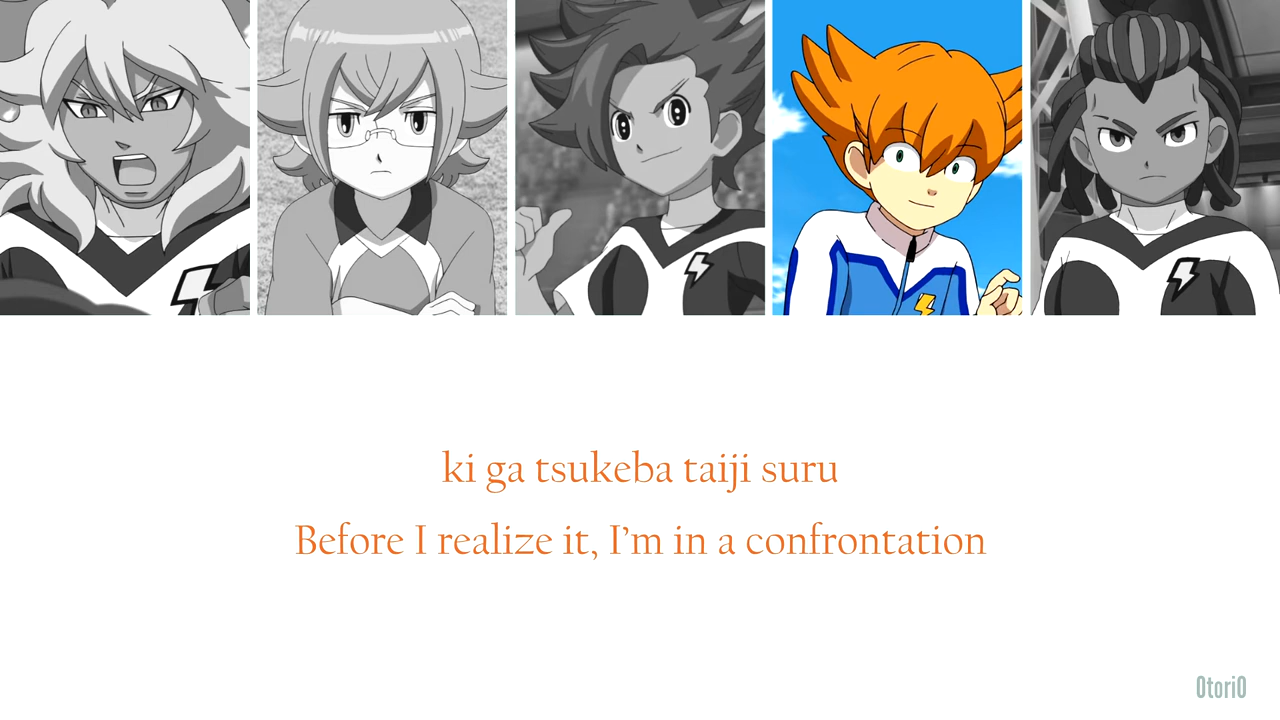 ki ga tsukeba taiji suru
Before I realize it, I'm in a confrontation
OtoriO